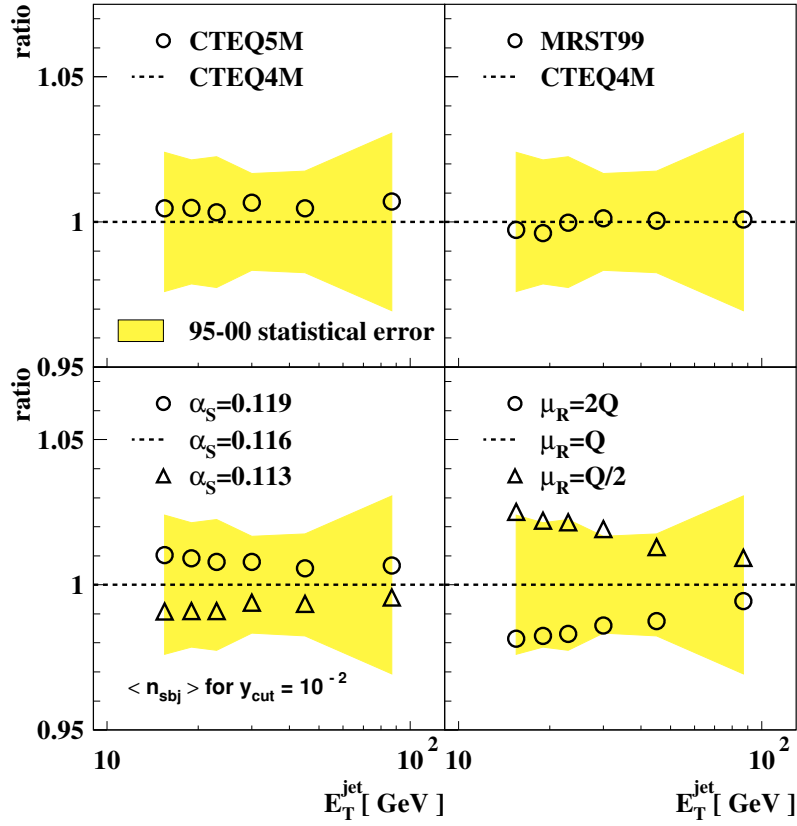 ratio
CTEQ5M
CTEQ4M
MRST99
CTEQ4M
1.05
1
95-00 statistical error
0.95
ratio
α_S=0.119
α_S=0.116
α_S=0.113
μ_R=2Q
μ_R=Q
μ_R=Q/2
1.05
1
< n_sbj > for y_cut = 10^-2
0.95
10
10^2
10
10^2
E_T^jet [ GeV]
E_T^jet [ GeV]